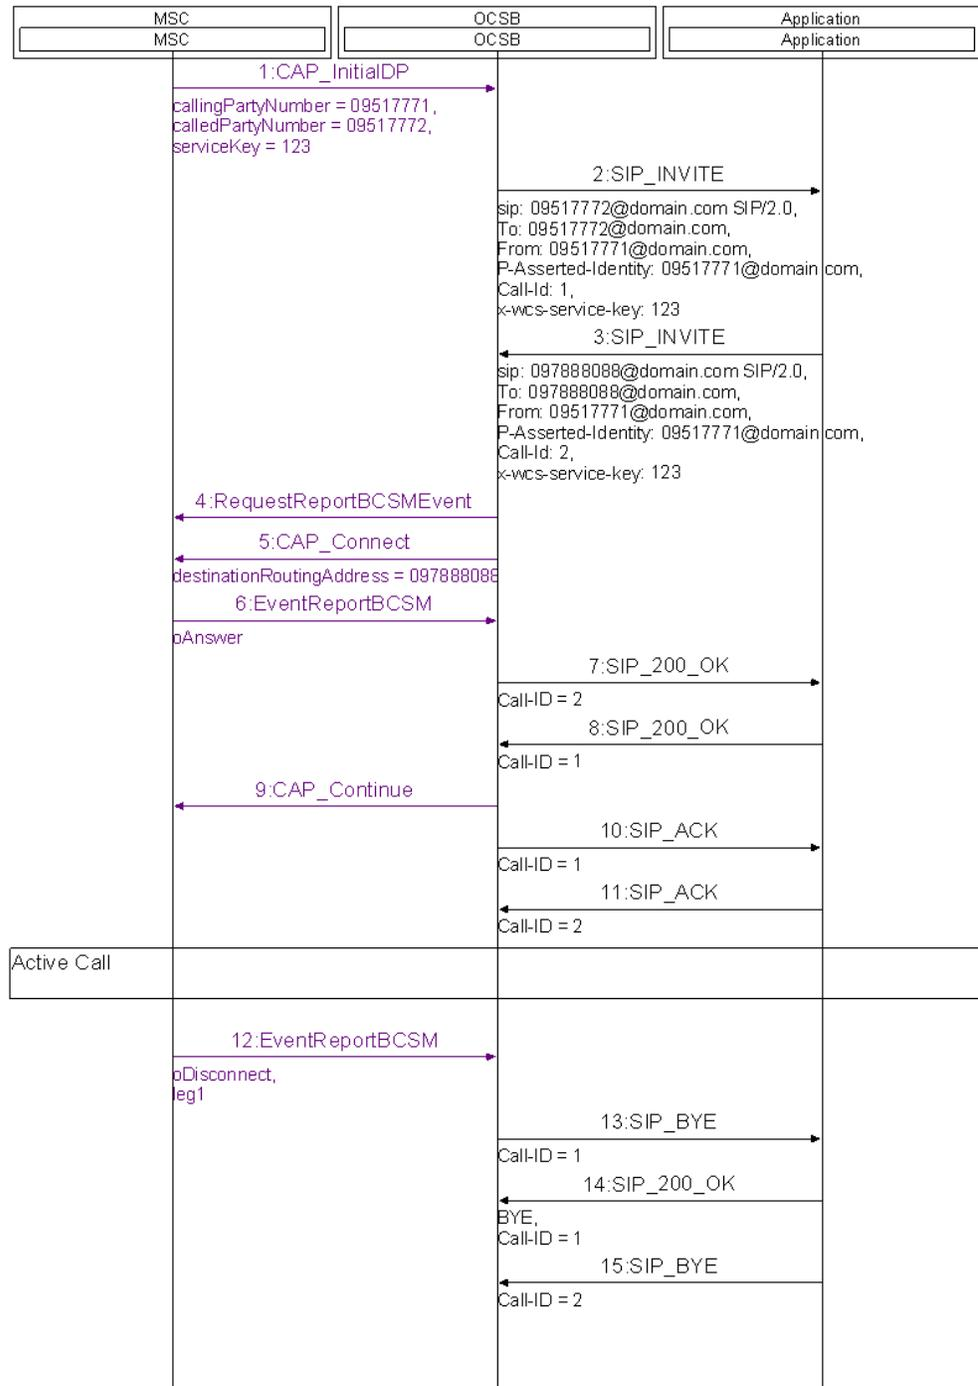 MSC
OCSB
Application
MSC
OCSB
Application
1:CAP_InitialDP
callingPartyNumber = 09517771,
calledPartyNumber = 09517772,
serviceKey = 123
2:SIP_INVITE
sip: 09517772@domain.com SIP/2.0,
To: 09517772@domain.com,
From: 09517771@domain.com,
P-Asserted-Identity: 09517771@domain.com,
Call-Id: 1,
x-wcs-service-key: 123
3:SIP_INVITE
sip: 097888088@domain.com SIP/2.0,
To: 097888088@domain.com,
From: 09517771@domain.com,
P-Asserted-Identity: 09517771@domain.com,
Call-Id: 2,
x-wcs-service-key: 123
4:RequestReportBCSMEvent
5:CAP_Connect
destinationRoutingAddress = 097888088
6:EventReportBCSM
oAnswer
7:SIP_200_OK
Call-ID = 2
8:SIP_200_OK
Call-ID = 1
9:CAP_Continue
10:SIP_ACK
Call-ID = 1
11:SIP_ACK
Call-ID = 2
Active Call
12:EventReportBCSM
oDisconnect,
leg1
13:SIP_BYE
Call-ID = 1
14:SIP_200_OK
BYE,
Call-ID = 1
15:SIP_BYE
Call-ID = 2